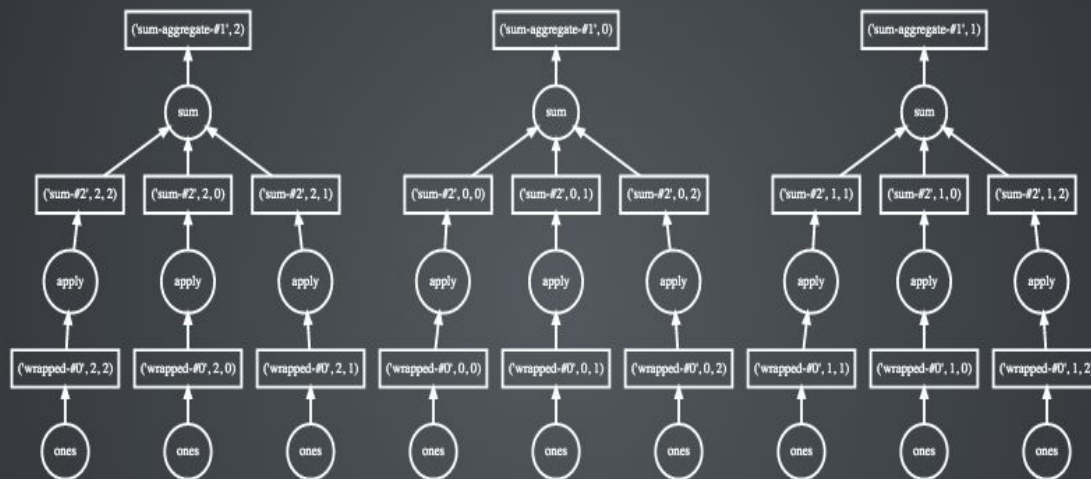 ('sum-aggregate-#1', 2) ('sum-aggregate-#1', 0) ('sum-aggregate-#1', 1)
sum sum sum
('sum-#2', 2, 2) ('sum-#2', 2, 0) ('sum-#2', 2, 1) ('sum-#2', 0, 0) ('sum-#2', 0, 1) ('sum-#2', 0, 2) ('sum-#2', 1, 1) ('sum-#2', 1, 0) ('sum-#2', 1, 2)
apply apply apply apply apply apply apply apply apply
('wrapped-#0', 2, 2) ('wrapped-#0', 2, 0) ('wrapped-#0', 2, 1) ('wrapped-#0', 0, 0) ('wrapped-#0', 0, 1) ('wrapped-#0', 0, 2) ('wrapped-#0', 1, 1) ('wrapped-#0', 1, 0) ('wrapped-#0', 1, 2
ones ones ones ones ones ones ones ones ones